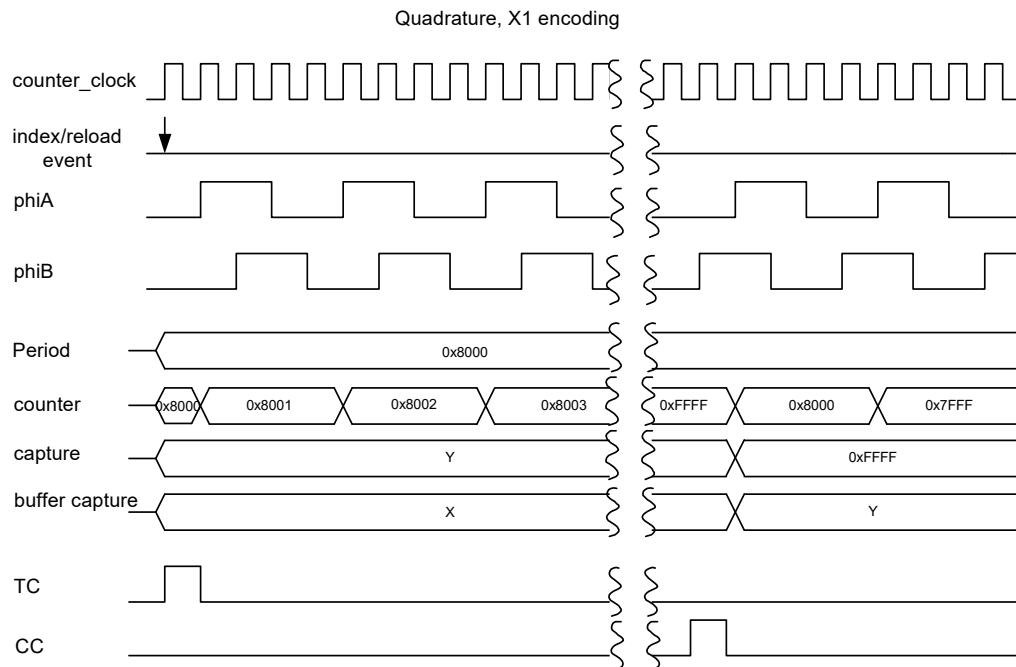 Quadrature, X1 encoding
counter_clock
index/reload
event
phiA
phiB
Period
0x8000
counter
0x8000
0x8001
0x8002
0x8003
0xFFFF
0x8000
0x7FFF
capture
Y
0xFFFF
buffer capture
X
Y
TC
CC